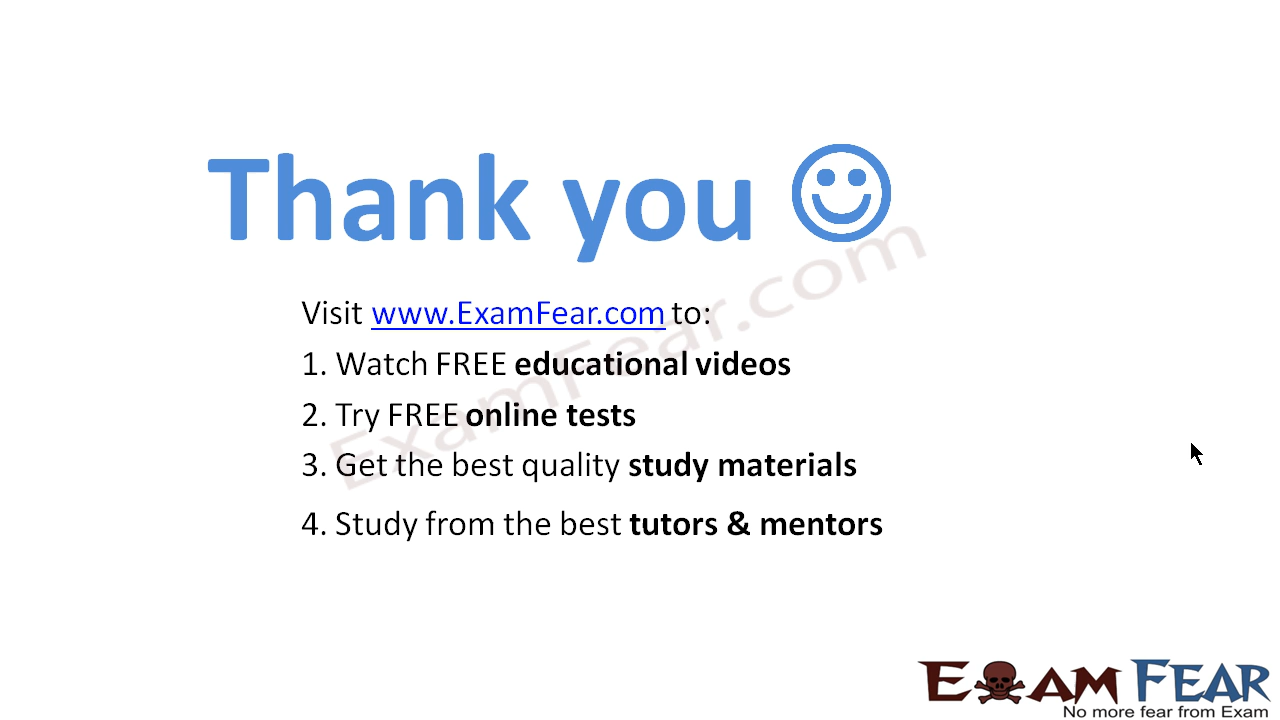 Thank you ☺
Visit www.ExamFear.com to:
1. Watch FREE educational videos
2. Try FREE online tests
3. Get the best quality study materials
4. Study from the best tutors & mentors
ExamFear.com
EXAM FEAR
No more fear from Exam